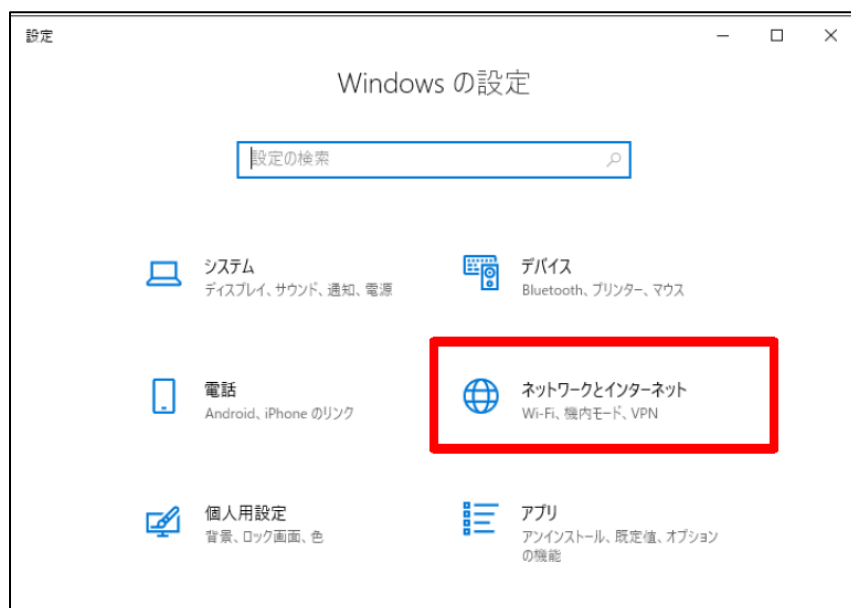 設定
Windows の設定
設定の検索
システム
ディスプレイ、サウンド、通知、電源
デバイス
Bluetooth、プリンター、マウス
電話
Android、iPhone のリンク
ネットワークとインターネット
Wi-Fi、機内モード、VPN
個人用設定
背景、ロック画面、色
アプリ
アンインストール、既定値、オプション
の機能